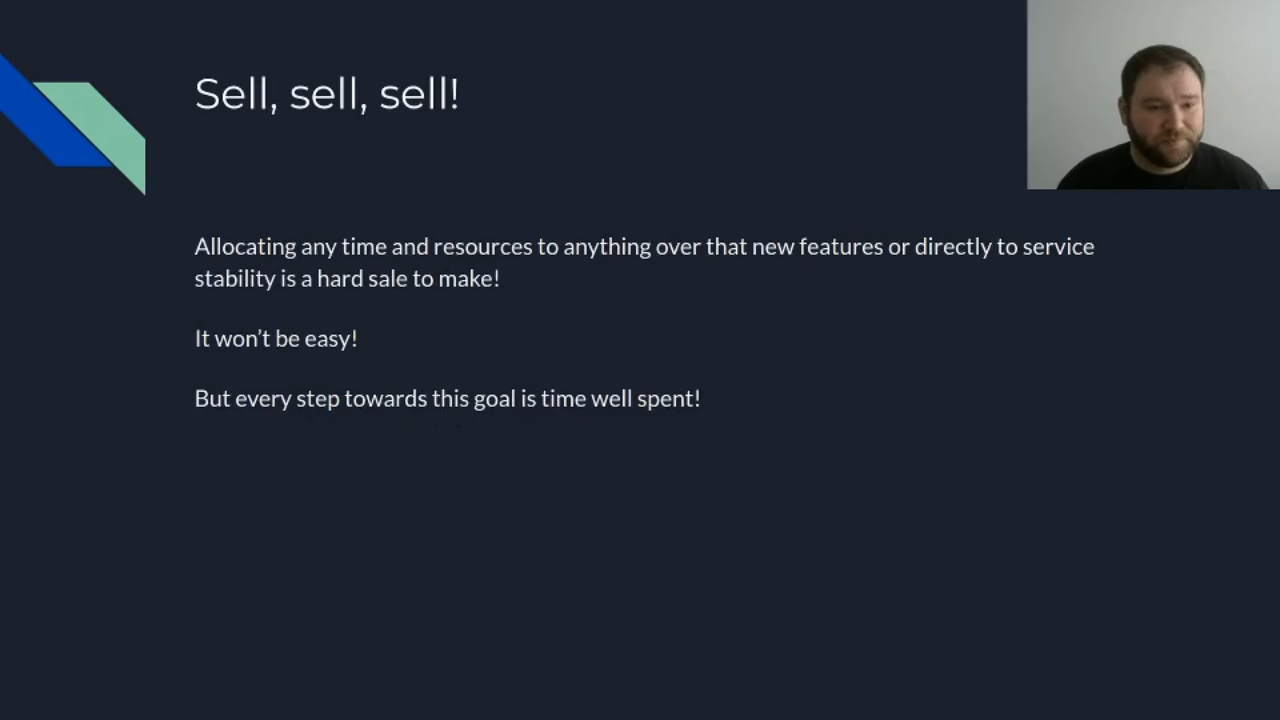 Sell, sell, sell!
Allocating any time and resources to anything over that new features or directly to service
stability is a hard sale to make!
It won’t be easy!
But every step towards this goal is time well spent!